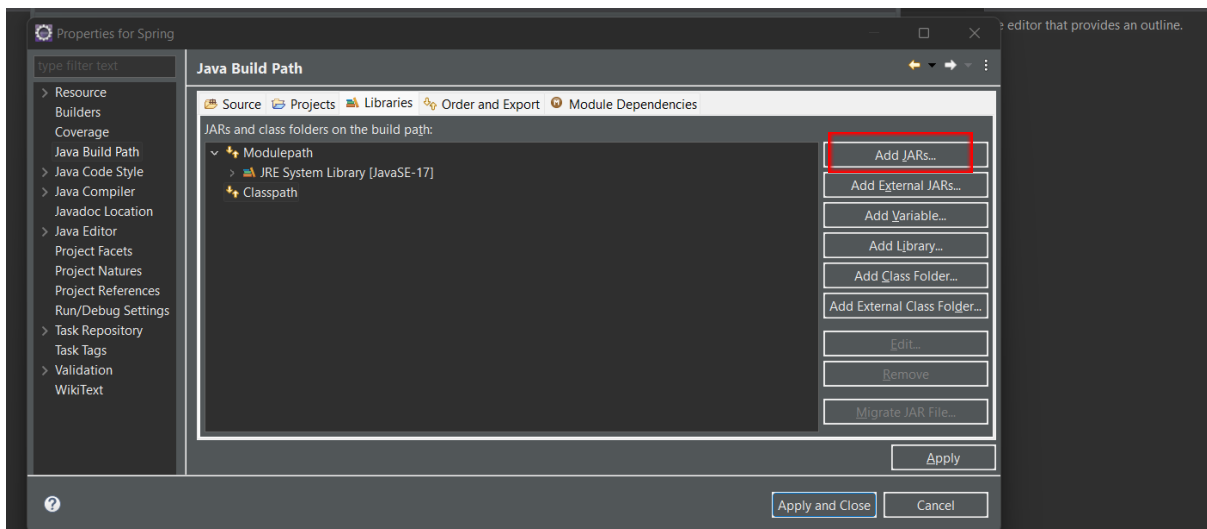 Properties for Spring
e editor that provides an outline.
type filter text
Java Build Path
Resource
Builders
Coverage
Java Build Path
Java Code Style
Java Compiler
Javadoc Location
Java Editor
Project Facets
Project Natures
Project References
Run/Debug Settings
Task Repository
Task Tags
Validation
WikiText
Source Projects Libraries Order and Export Module Dependencies
JARs and class folders on the build path:
Modulepath
JRE System Library [JavaSE-17]
Classpath
Add JARs...
Add External JARs...
Add Variable...
Add Library...
Add Class Folder...
Add External Class Folder...
Edit...
Remove
Migrate JAR File...
Apply
Apply and Close Cancel